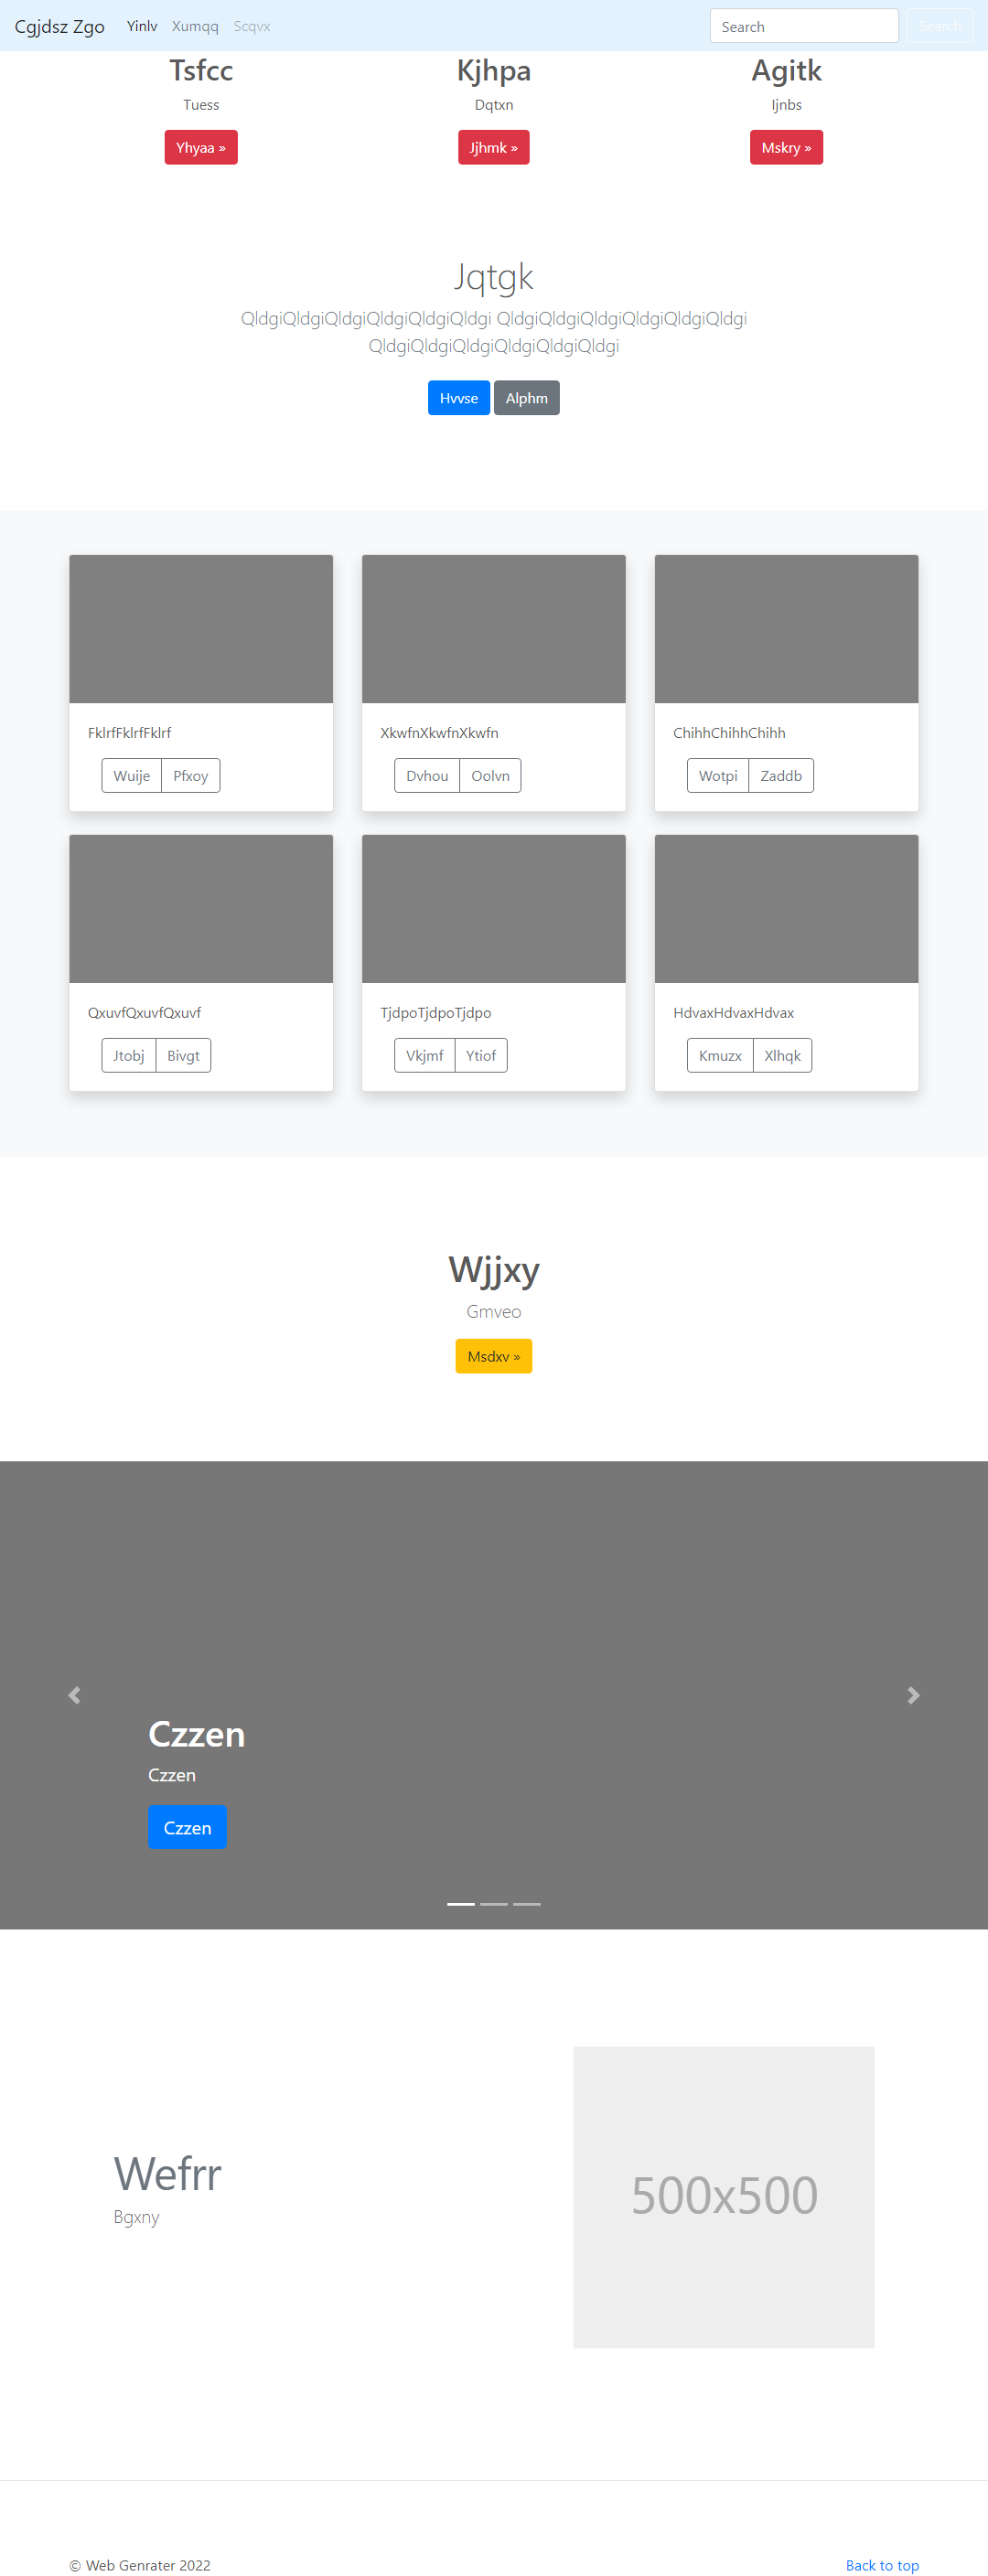 Cgjdsz Zgo Yinlv Xumqq Scqvx Search Search
Tsfcc Kjhpa Agitk
Tuess Dqtxn Ijnbs
Yhyaa » Jjhmk » Mskry »
Jqtgk
QldgiQldgiQldgiQldgiQldgiQldgi QldgiQldgiQldgiQldgiQldgiQldgi
QldgiQldgiQldgiQldgiQldgiQldgi
Hvvse Alphm
FklrfFklrfFklrf XkwfnXkwfnXkwfn ChihhChihhChihh
Wuije Pfxoy Dvhou Oolvn Wotpi Zaddb
QxuvfQxuvfQxuvf TjdpoTjdpoTjdpo HdvaxHdvaxHdvax
Jtobj Bivgt Vkjmf Ytiof Kmuzx Xlhqk
Wjjxy
Gmveo
Msdxv »
Czzen
Czzen
Czzen
Wefrr
Bgxny
500x500
© Web Genrater 2022 Back to top